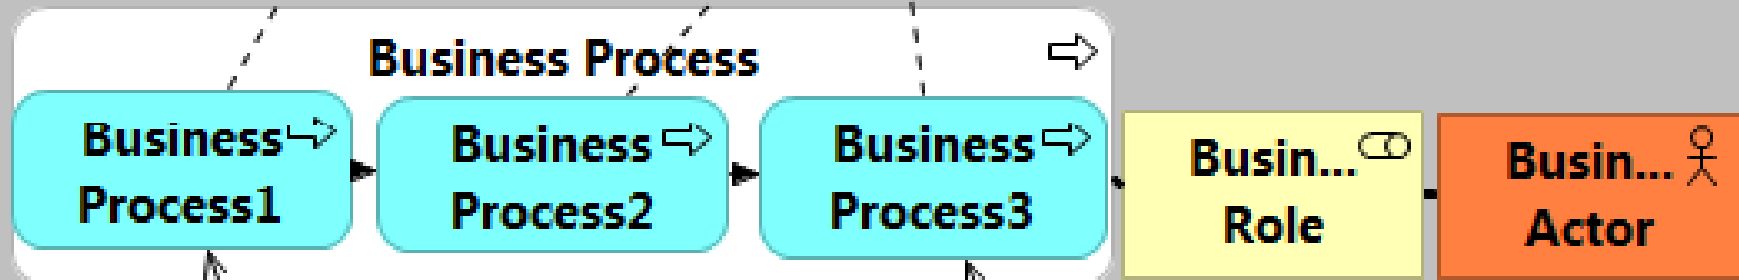 Business Process
Business
Process1
Business
Process2
Business
Process3
Busin...
Role
Busin...
Actor